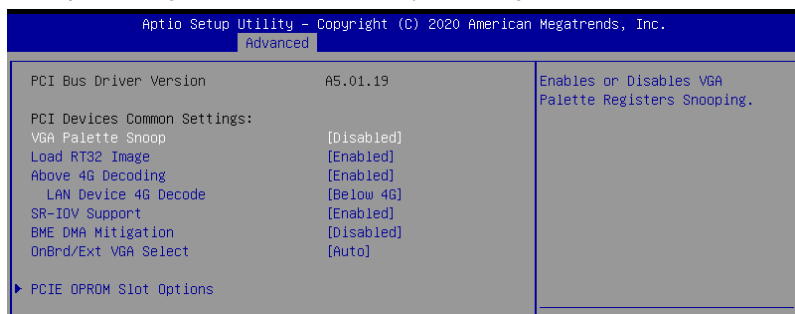 Aptio Setup Utility – Copyright (C) 2020 American Megatrends, Inc.
Advanced
PCI Bus Driver Version A5.01.19
PCI Devices Common Settings:
VGA Palette Snoop [Disabled]
Load RT32 Image [Enabled]
Above 4G Decoding [Enabled]
LAN Device 4G Decode [Below 4G]
SR-IOV Support [Enabled]
BME DMA Mitigation [Disabled]
OnBrd/Ext VGA Select [Auto]
PCIE OPROM Slot Options
Enables or Disables VGA
Palette Registers Snooping.